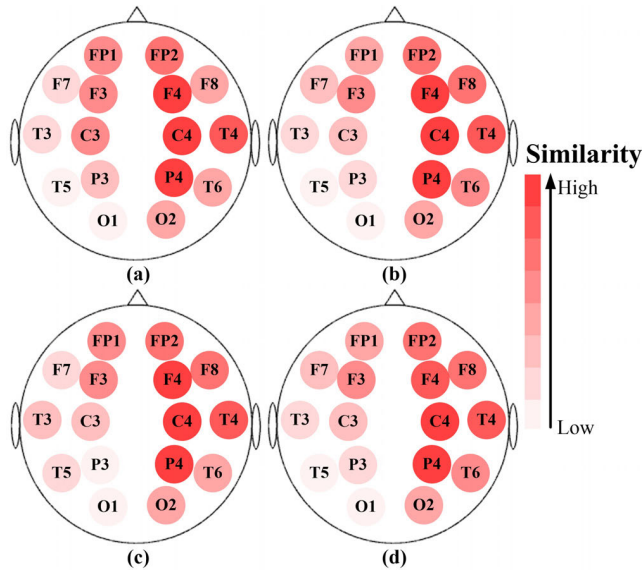 FP1 FP2
F7 F3 F4 F8
T3 C3 C4 T4
T5 P3 P4 T6
O1 O2
(a)
FP1 FP2
F7 F3 F4 F8
T3 C3 C4 T4
T5 P3 P4 T6
O1 O2
(b)
Similarity
High
Low
FP1 FP2
F7 F3 F4 F8
T3 C3 C4 T4
T5 P3 P4 T6
O1 O2
(c)
FP1 FP2
F7 F3 F4 F8
T3 C3 C4 T4
T5 P3 P4 T6
O1 O2
(d)